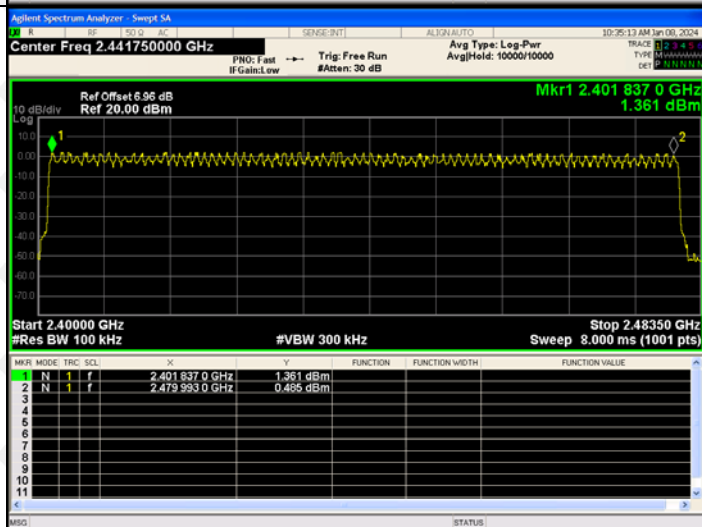 Agilent Spectrum Analyzer - Swept SA
R RF 50 Ω AC SENSE:INT ALIGN AUTO 10:35:13 AM Jan 08, 2024
Center Freq 2.441750000 GHz
PNO: Fast Trig: Free Run
IFGain:Low #Atten: 30 dB
Avg Type: Log-Pwr
Avg|Hold: 10000/10000
TRACE 1 2 3 4 5 6
TYPE M W W W W W
DET P N N N N N
Ref Offset 6.96 dB
10 dB/div Ref 20.00 dBm
Log
Mkr1 2.401 837 0 GHz
1.361 dBm
10.0
0.00
-10.0
-20.0
-30.0
-40.0
-50.0
-60.0
-70.0
1
2
Start 2.40000 GHz Stop 2.48350 GHz
#Res BW 100 kHz #VBW 300 kHz Sweep 8.000 ms (1001 pts)
MKR MODE TRC SCL X Y FUNCTION FUNCTION WIDTH FUNCTION VALUE
1 N 1 f 2.401 837 0 GHz 1.361 dBm
2 N 1 f 2.479 993 0 GHz 0.485 dBm
3
4
5
6
7
8
9
10
11
MSG STATUS